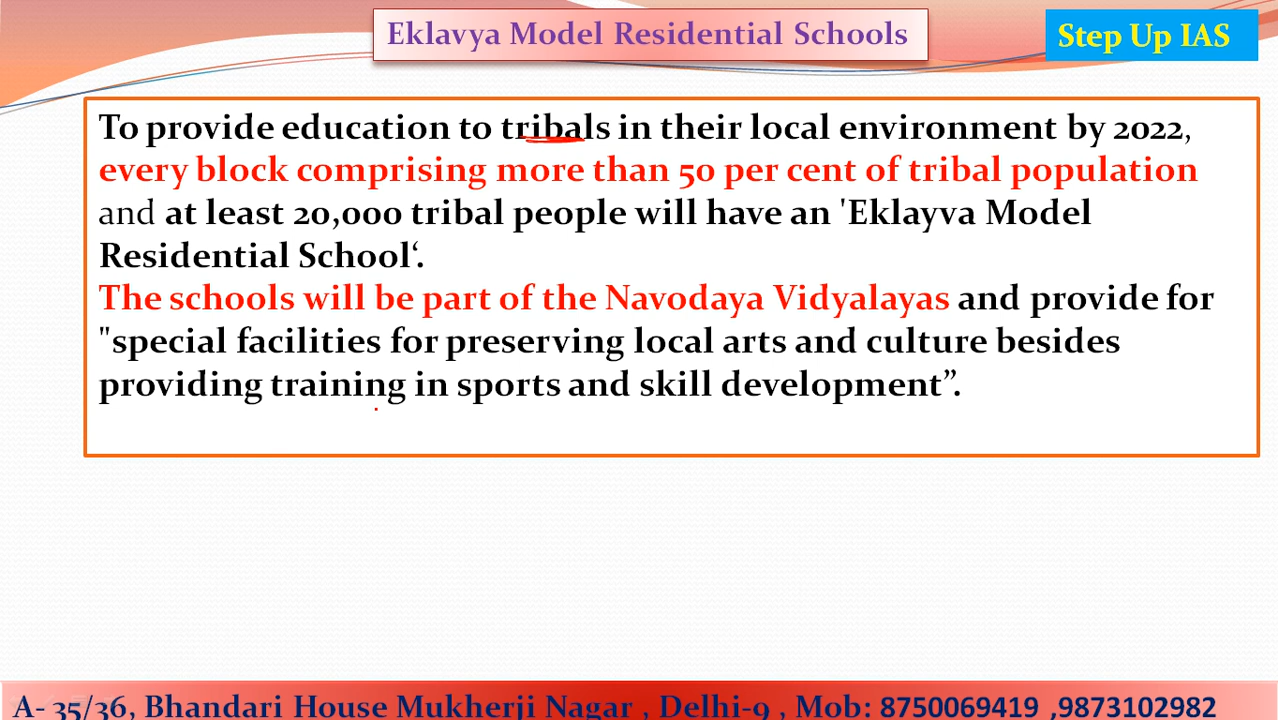 Eklavya Model Residential Schools
Step Up IAS
To provide education to tribals in their local environment by 2022,
every block comprising more than 50 per cent of tribal population
and at least 20,000 tribal people will have an 'Eklayva Model
Residential School‘.
The schools will be part of the Navodaya Vidyalayas and provide for
"special facilities for preserving local arts and culture besides
providing training in sports and skill development”.
A- 35/36, Bhandari House Mukherji Nagar , Delhi-9 , Mob: 8750069419 ,9873102982